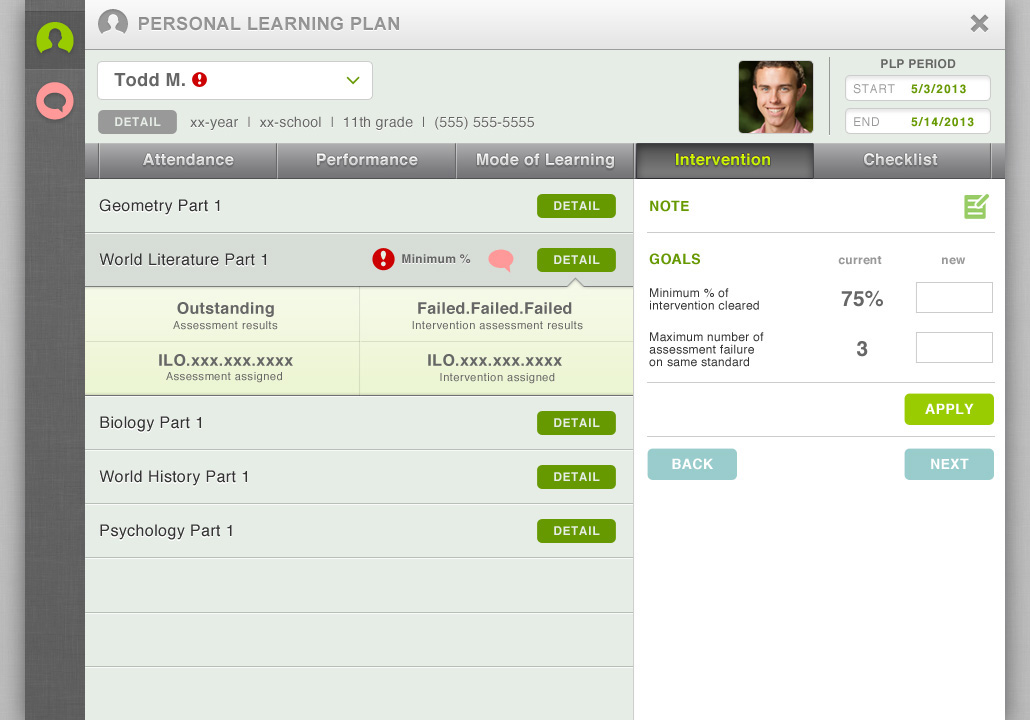 PERSONAL LEARNING PLAN
Todd M.
DETAIL xx-year | xx-school | 11th grade | (555) 555-5555
PLP PERIOD
START 5/3/2013
END 5/14/2013
Attendance Performance Mode of Learning Intervention Checklist
Geometry Part 1 DETAIL
World Literature Part 1 Minimum % DETAIL
Outstanding
Assessment results
Failed.Failed.Failed
Intervention assessment results
ILO.xxx.xxx.xxxx
Assessment assigned
ILO.xxx.xxx.xxxx
Intervention assigned
Biology Part 1 DETAIL
World History Part 1 DETAIL
Psychology Part 1 DETAIL
NOTE
GOALS current new
Minimum % of
intervention cleared
75%
Maximum number of
assessment failure
on same standard
3
APPLY
BACK NEXT